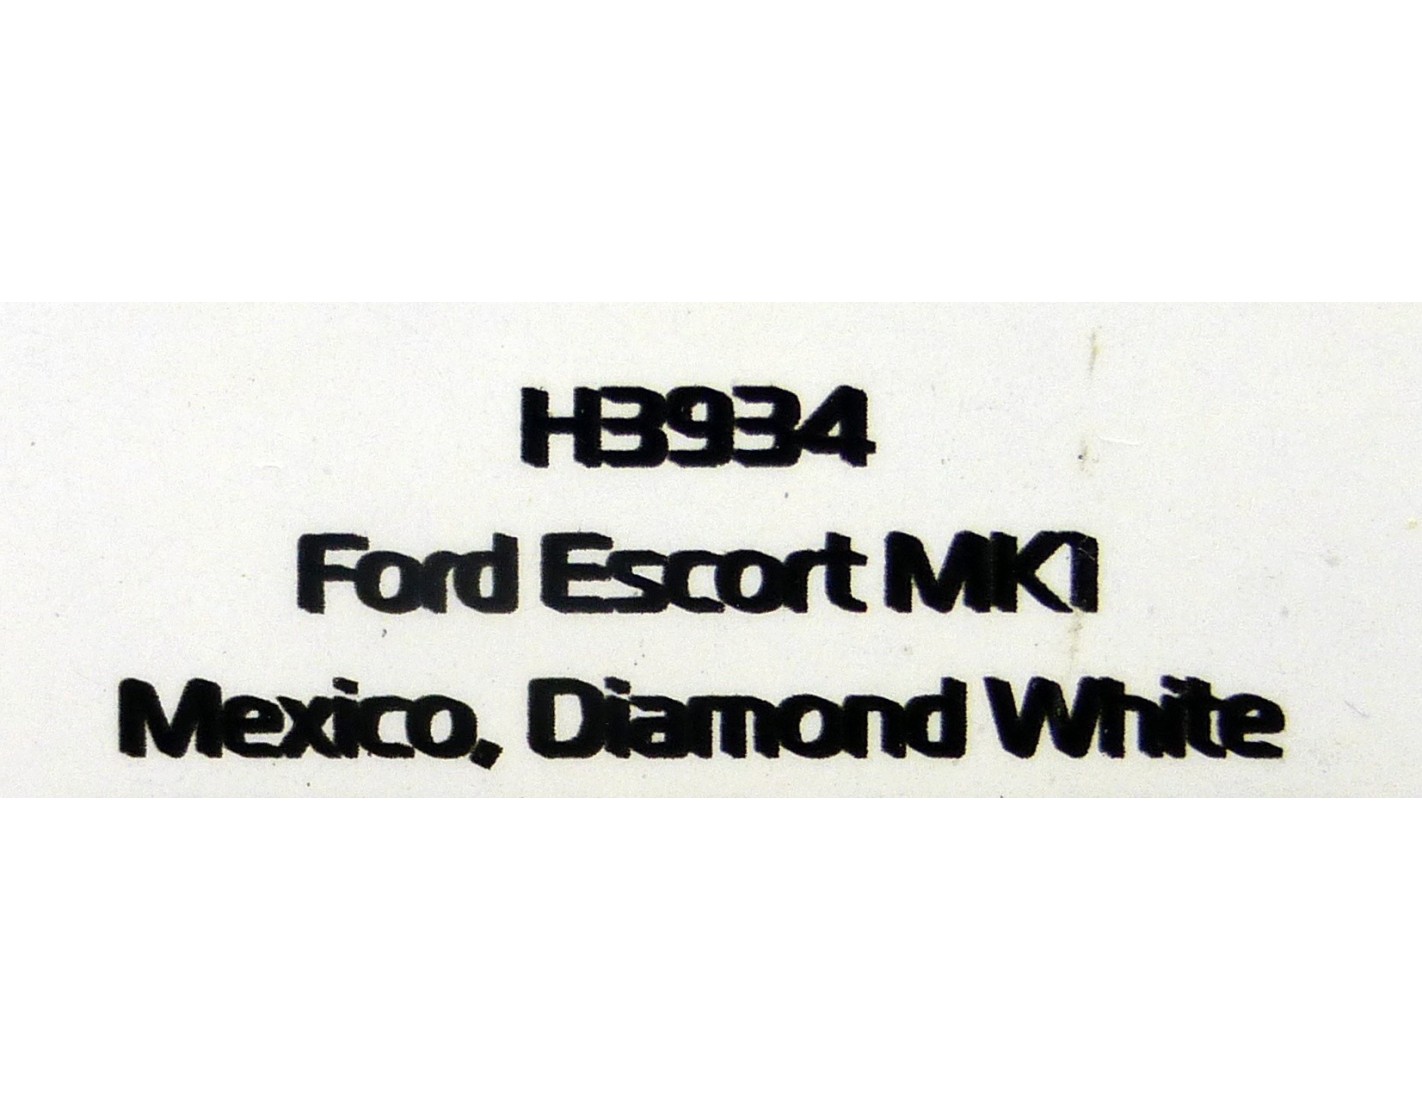 H3934
Ford Escort MK1
Mexico, Diamond White